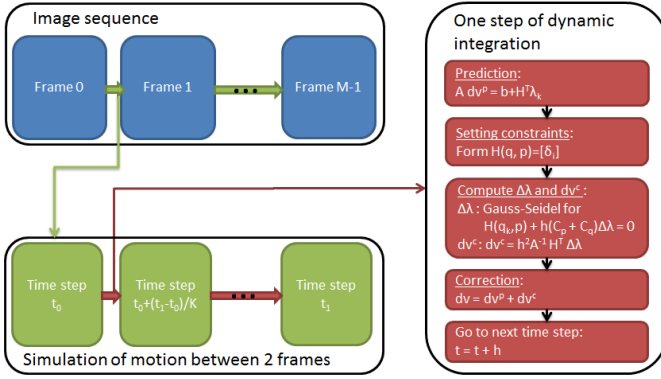 Image sequence
Frame 0
Frame 1
Frame M-1
Time step
t₀
Time step
t₀+(t₁-t₀)/K
Time step
t₁
Simulation of motion between 2 frames
One step of dynamic
integration
Prediction:
A dvᵖ = b+Hᵀλₖ
Setting constraints:
Form H(q, p)=[δᵢ]
Compute Δλ and dvᶜ:
Δλ : Gauss-Seidel for
H(qₖ,p) + h(Cₚ + C_q)Δλ = 0
dvᶜ : dvᶜ = h²A⁻¹ Hᵀ Δλ
Correction:
dv = dvᵖ + dvᶜ
Go to next time step:
t = t + h